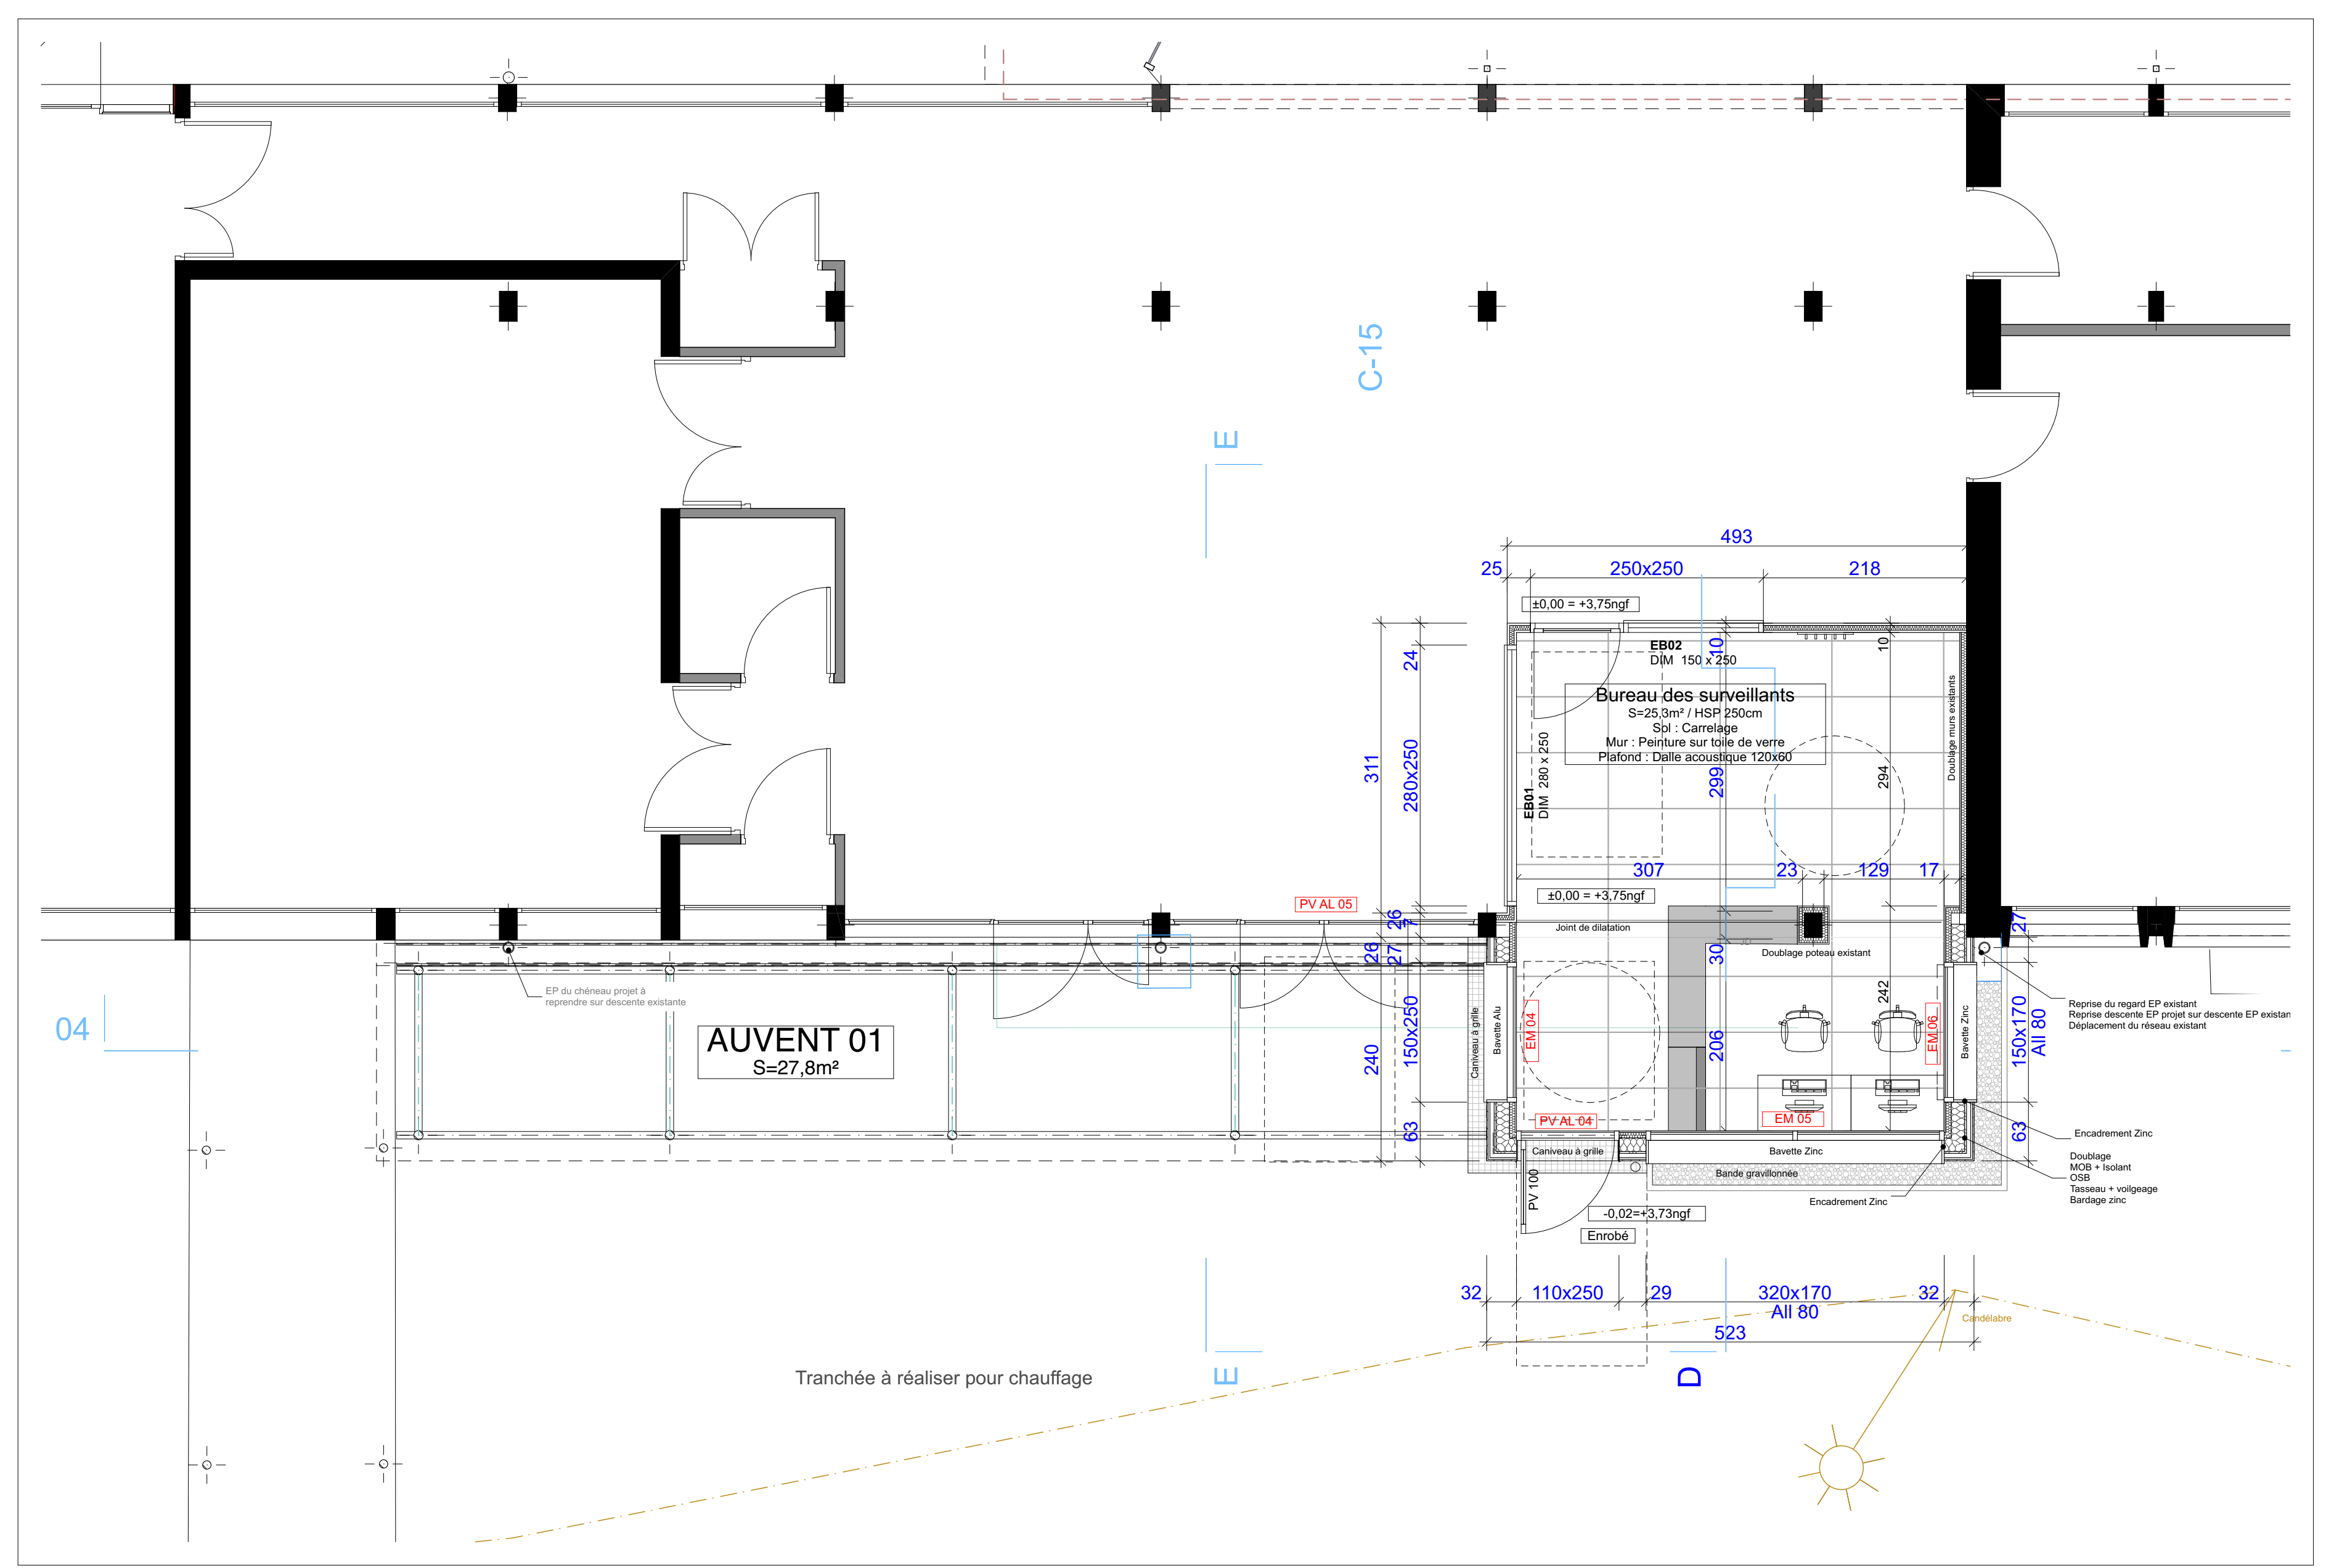 C-15
E
493
25
250x250
218
±0,00 = +3,75ngf
EB02
DIM 150 x 250
10
10
24
Bureau des surveillants
S=25,3m² / HSP 250cm
Sol : Carrelage
Mur : Peinture sur toile de verre
Plafond : Dalle acoustique 120x60
Doublage murs existants
311
280x250
EB01
DIM 280 x 250
299
294
307
23
129
17
±0,00 = +3,75ngf
PV AL 05
26
27
Joint de dilatation
Doublage poteau existant
26
27
30
242
EP du chéneau projet à
reprendre sur descente existante
04
AUVENT 01
S=27,8m²
240
150x250
63
Caniveau à grille
Bavette Alu
EM 04
206
EM 06
Bavette Zinc
150x170
All 80
63
Reprise du regard EP existant
Reprise descente EP projet sur descente EP existan
Déplacement du réseau existant
PV AL 04
EM 05
Caniveau à grille
Bavette Zinc
Bande gravillonnée
PV 100
Encadrement Zinc
Encadrement Zinc
Doublage
MOB + Isolant
OSB
Tasseau + voilgeage
Bardage zinc
-0,02=+3,73ngf
Enrobé
32
110x250
29
320x170
All 80
32
523
Candélabre
E
D
Tranchée à réaliser pour chauffage